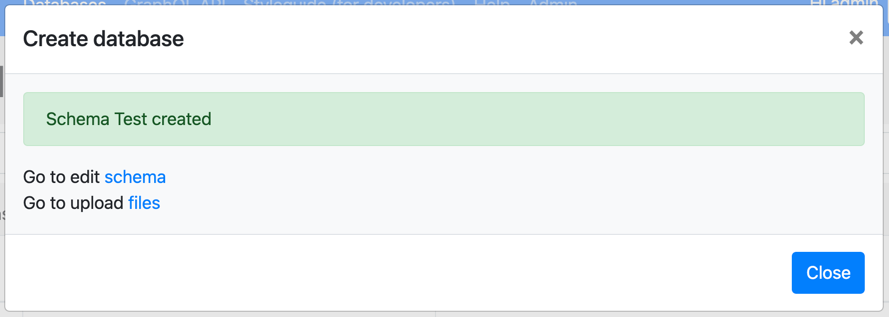 Databases GraphQL API Styleguide (for developers) Help Admin
Hi admin
Create database
×
Schema Test created
Go to edit schema
Go to upload files
Close